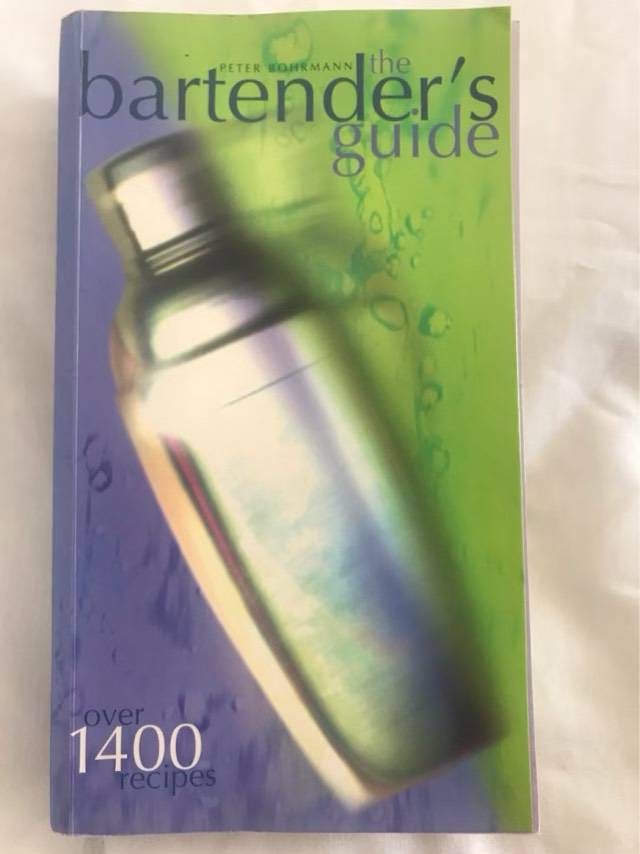 PETER BOHRMANN
the
bartender's
guide
over
1400
recipes